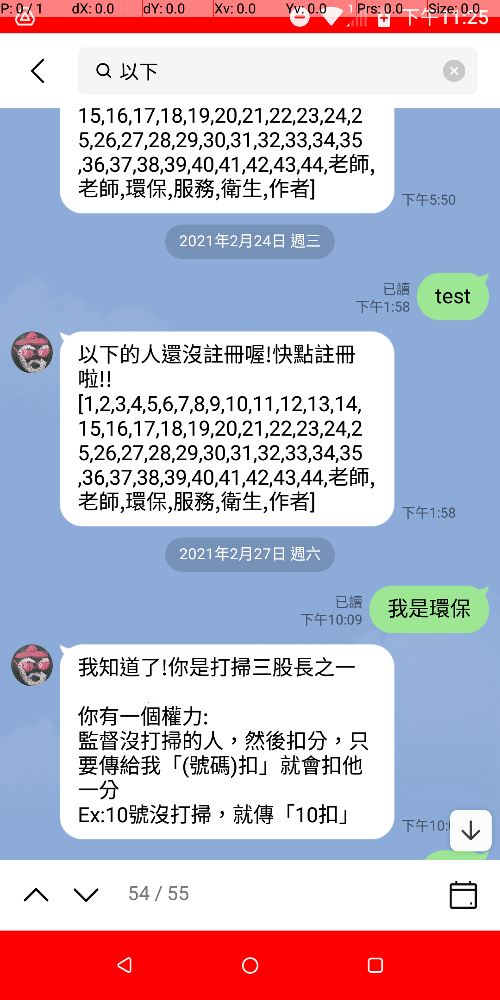 P: 0 / 1 dX: 0.0 dY: 0.0 Xv: 0.0 Yv: 0.0 Prs: 0.0 Size: 0.0
1 下午11:25
以下
15,16,17,18,19,20,21,22,23,24,2
5,26,27,28,29,30,31,32,33,34,35
,36,37,38,39,40,41,42,43,44,老師,
老師,環保,服務,衛生,作者]
下午5:50
2021年2月24日 週三
已讀
下午1:58
test
以下的人還沒註冊喔!快點註冊
啦!!
[1,2,3,4,5,6,7,8,9,10,11,12,13,14,
15,16,17,18,19,20,21,22,23,24,2
5,26,27,28,29,30,31,32,33,34,35
,36,37,38,39,40,41,42,43,44,老師,
老師,環保,服務,衛生,作者]
下午1:58
2021年2月27日 週六
已讀
下午10:09
我是環保
我知道了!你是打掃三股長之一
你有一個權力:
監督沒打掃的人，然後扣分，只
要傳給我「(號碼)扣」就會扣他
一分
Ex:10號沒打掃，就傳「10扣」
下午10:0
54 / 55